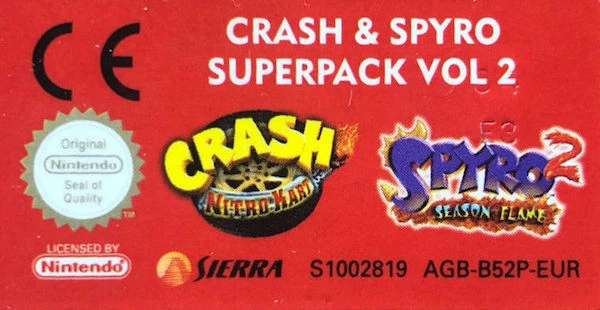 CE
CRASH & SPYRO
SUPERPACK VOL 2
Original
Nintendo
Seal of
Quality
TM
CRASH
NITRO KART
SPYRO 2
SEASON OF FLAME
LICENSED BY
Nintendo
SIERRA
S1002819 AGB-B52P-EUR